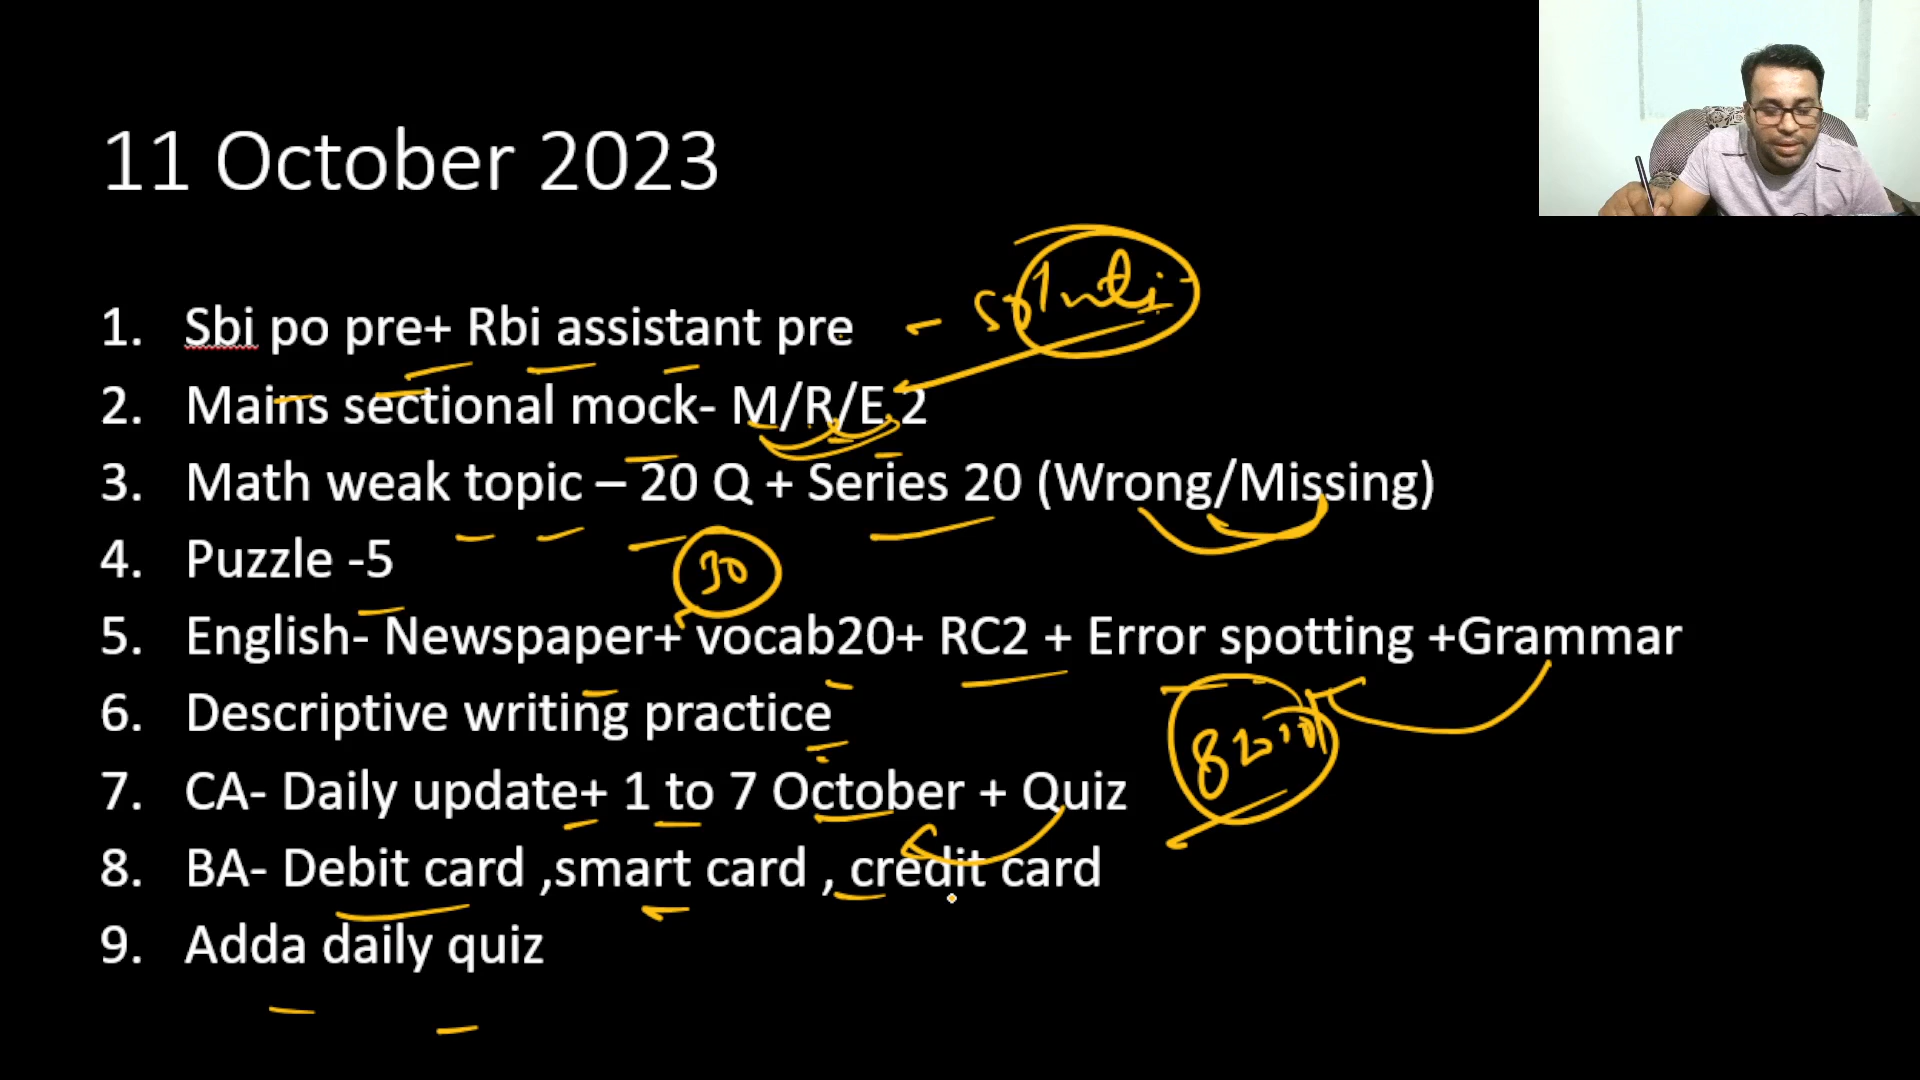 11 October 2023
1. Sbi po pre+ Rbi assistant pre
2. Mains sectional mock- M/R/E 2
3. Math weak topic – 20 Q + Series 20 (Wrong/Missing)
4. Puzzle -5
30
5. English- Newspaper+ vocab20+ RC2 + Error spotting +Grammar
6. Descriptive writing practice
7. CA- Daily update+ 1 to 7 October + Quiz
8. BA- Debit card ,smart card , credit card
9. Adda daily quiz